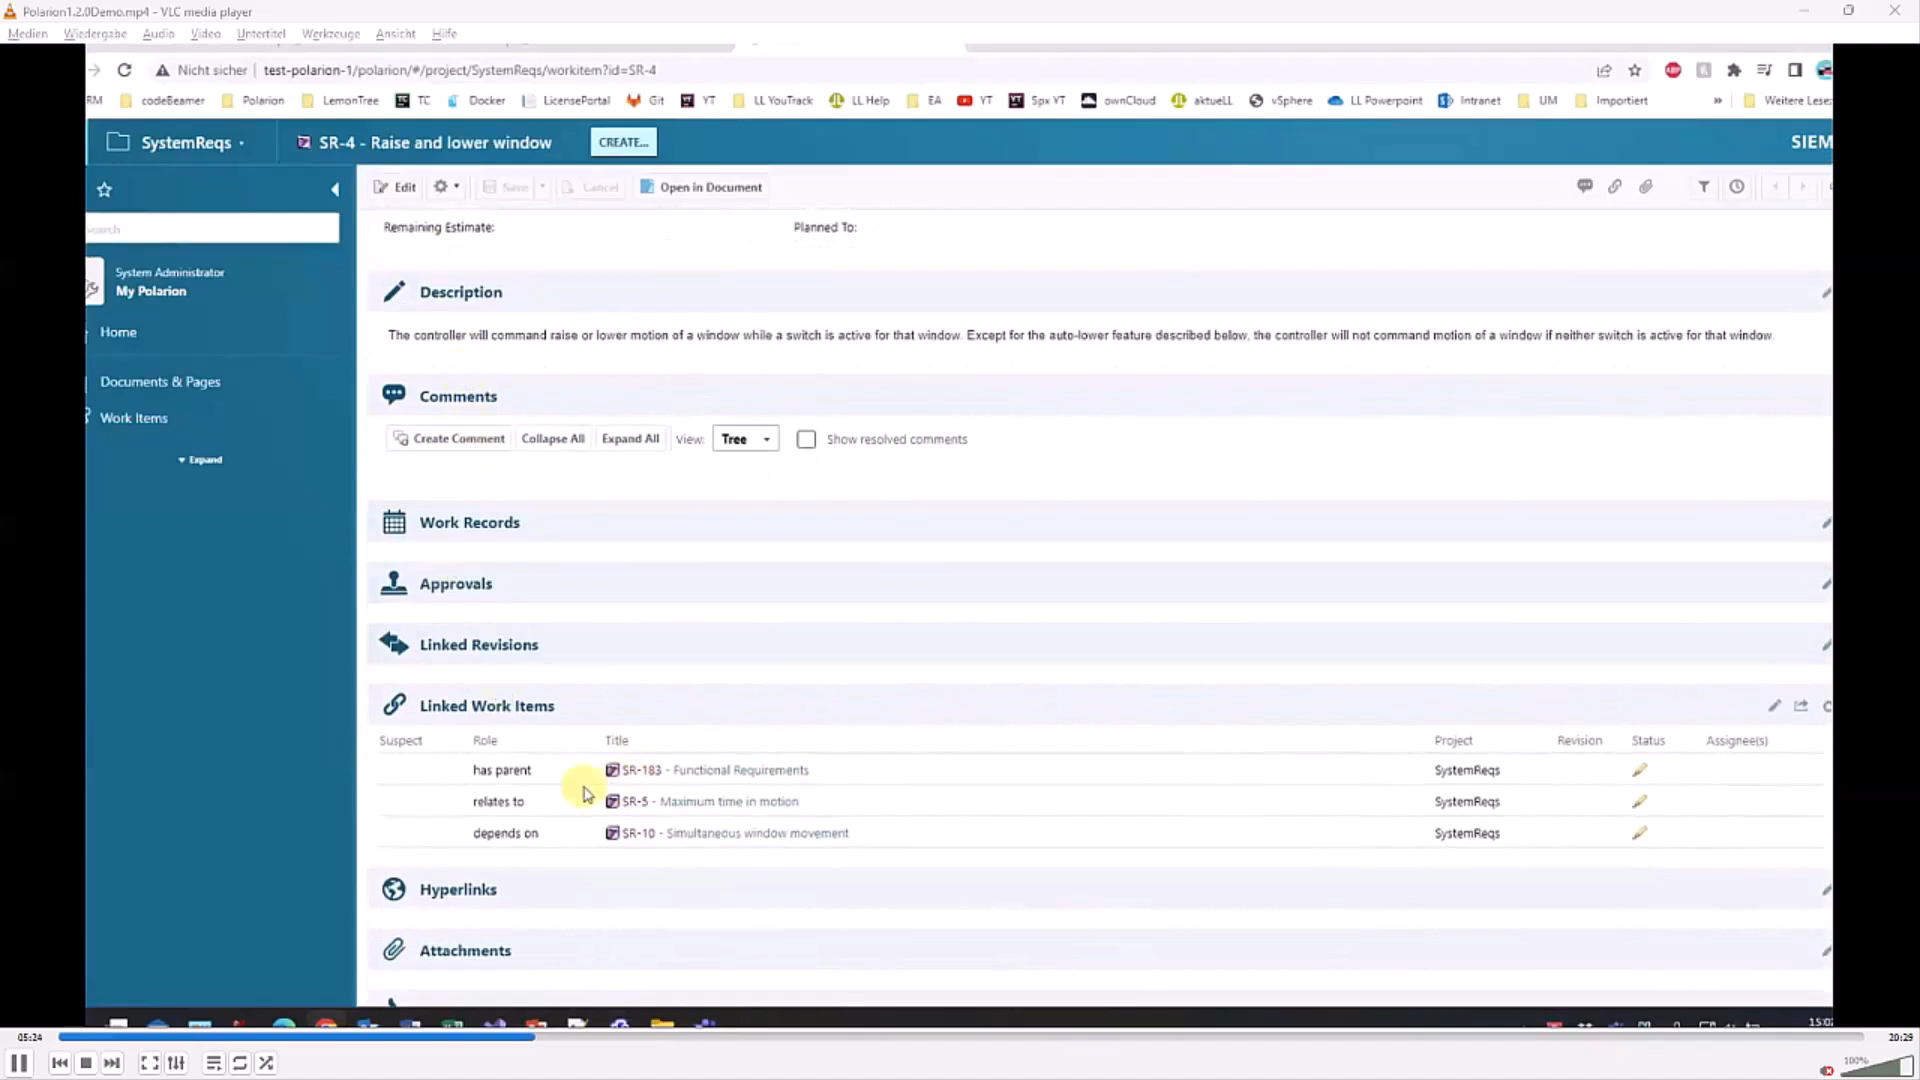 Polarion1.2.0Demo.mp4 - VLC media player
Medien Wiedergabe Audio Video Untertitel Werkzeuge Ansicht Hilfe
Nicht sicher test-polarion-1/polarion/#/project/SystemReqs/workitem?id=SR-4
RM codeBeamer Polarion LemonTree TC Docker LicensePortal Git YT LL YouTrack LL Help EA YT Spx YT ownCloud aktueLL vSphere LL Powerpoint Intranet UM Importiert » Weitere Lesez
SystemReqs SR-4 - Raise and lower window CREATE... SIEM
Edit Save Cancel Open in Document
search
Remaining Estimate: Planned To:
System Administrator
My Polarion
Home
Documents & Pages
Work Items
Expand
Description
The controller will command raise or lower motion of a window while a switch is active for that window. Except for the auto-lower feature described below, the controller will not command motion of a window if neither switch is active for that window.
Comments
Create Comment Collapse All Expand All View: Tree Show resolved comments
Work Records
Approvals
Linked Revisions
Linked Work Items
Suspect Role Title Project Revision Status Assignee(s)
has parent SR-183 - Functional Requirements SystemReqs
relates to SR-5 - Maximum time in motion SystemReqs
depends on SR-10 - Simultaneous window movement SystemReqs
Hyperlinks
Attachments
15:02
05:24 20:29
100%